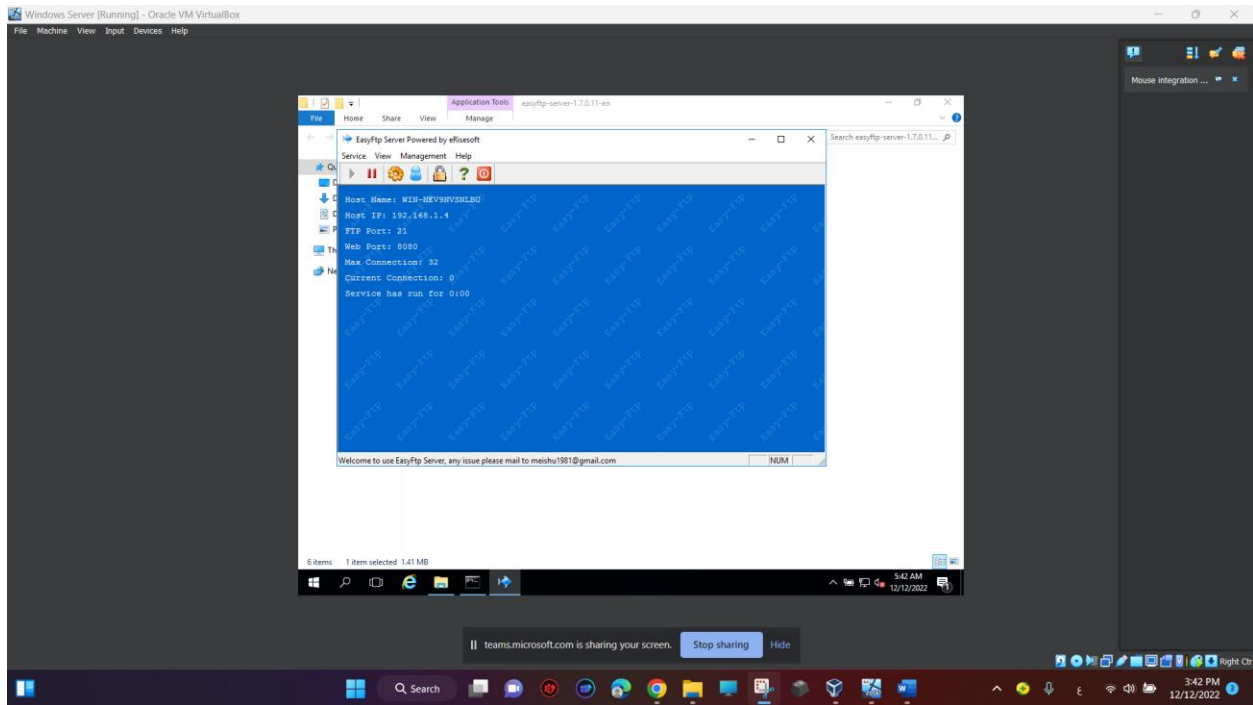 Windows Server [Running] - Oracle VM VirtualBox
File Machine View Input Devices Help
Mouse integration ...
Application Tools easyftp-server-1.7.0.11-en
File Home Share View Manage
EasyFtp Server Powered by eRisesoft
Search easyftp-server-1.7.0.11...
Service View Management Help
Host Name: WIN-NEV9NVSNLBU
Host IP: 192.168.1.4
FTP Port: 21
Web Port: 8080
Max Connection: 32
Current Connection: 0
Service has run for 0:00
Welcome to use EasyFtp Server, any issue please mail to meishu1981@gmail.com NUM
6 items 1 item selected 1.41 MB
5:42 AM
12/12/2022
teams.microsoft.com is sharing your screen. Stop sharing Hide
Right Ctr
Search
ع
3:42 PM
12/12/2022